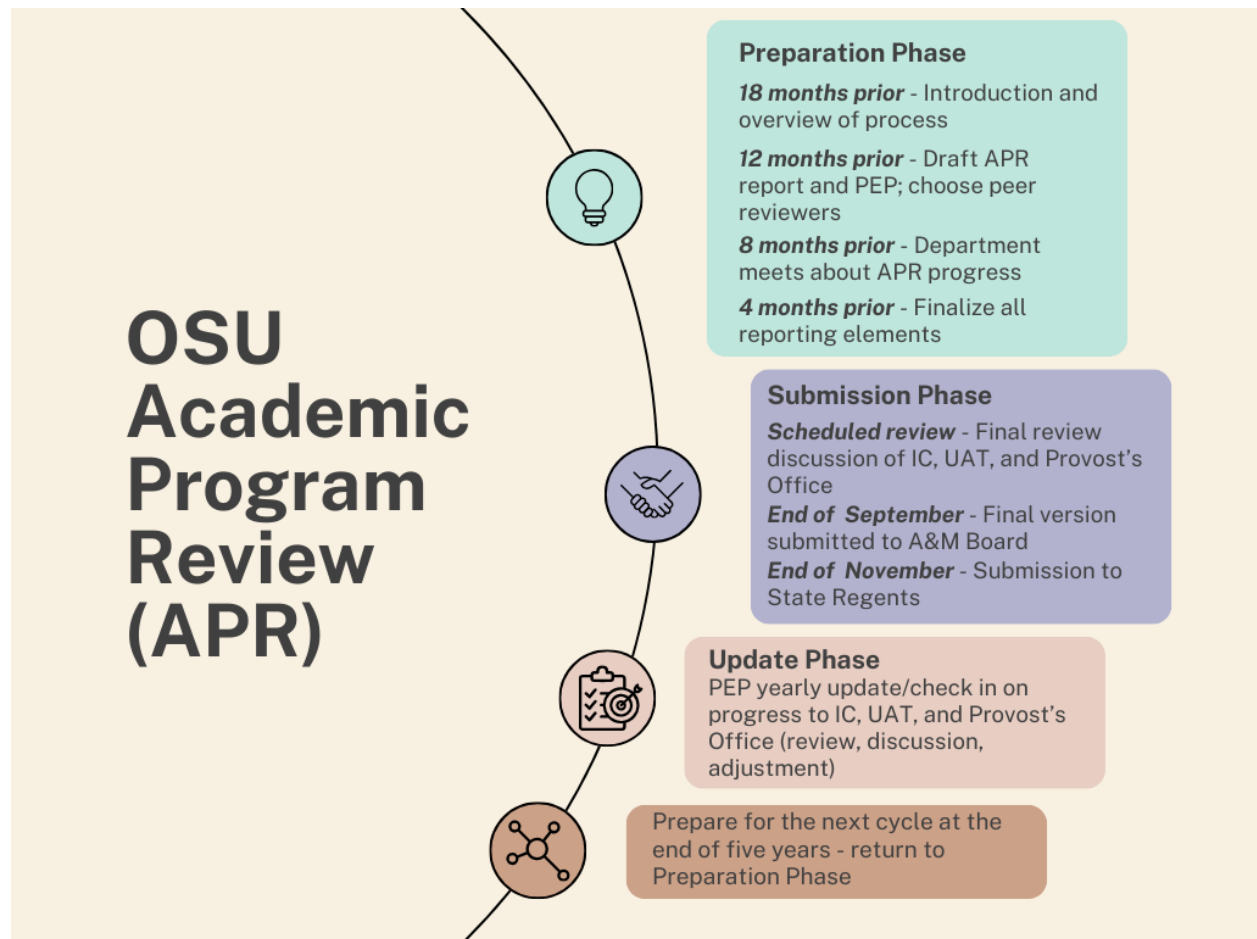 OSU
Academic
Program
Review
(APR)
Preparation Phase
18 months prior - Introduction and
overview of process
12 months prior - Draft APR
report and PEP; choose peer
reviewers
8 months prior - Department
meets about APR progress
4 months prior - Finalize all
reporting elements
Submission Phase
Scheduled review - Final review
discussion of IC, UAT, and Provost's
Office
End of September - Final version
submitted to A&M Board
End of November - Submission to
State Regents
Update Phase
PEP yearly update/check in on
progress to IC, UAT, and Provost's
Office (review, discussion,
adjustment)
Prepare for the next cycle at the
end of five years - return to
Preparation Phase